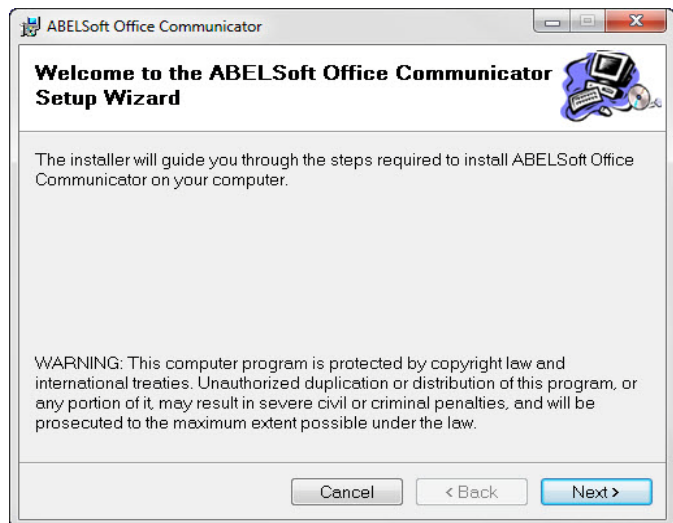 ABELSoft Office Communicator
Welcome to the ABELSoft Office Communicator
Setup Wizard
The installer will guide you through the steps required to install ABELSoft Office
Communicator on your computer.
WARNING: This computer program is protected by copyright law and
international treaties. Unauthorized duplication or distribution of this program, or
any portion of it, may result in severe civil or criminal penalties, and will be
prosecuted to the maximum extent possible under the law.
Cancel
< Back
Next >